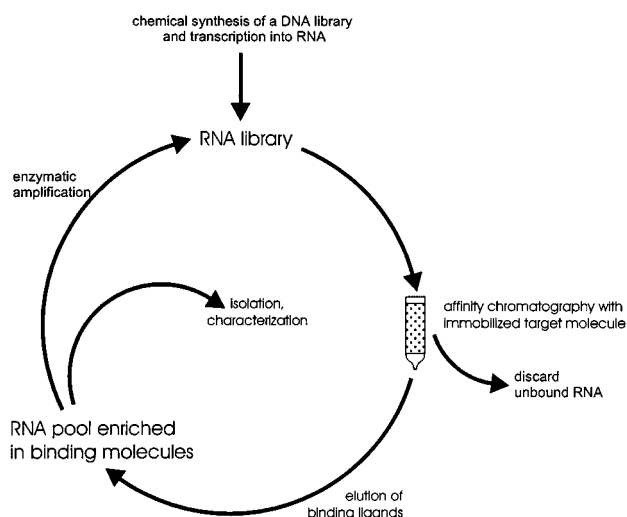 chemical synthesis of a DNA library
and transcription into RNA
RNA library
enzymatic
amplification
isolation,
characterization
affinity chromatography with
immobilized target molecule
discard
unbound RNA
RNA pool enriched
in binding molecules
elution of
binding ligands